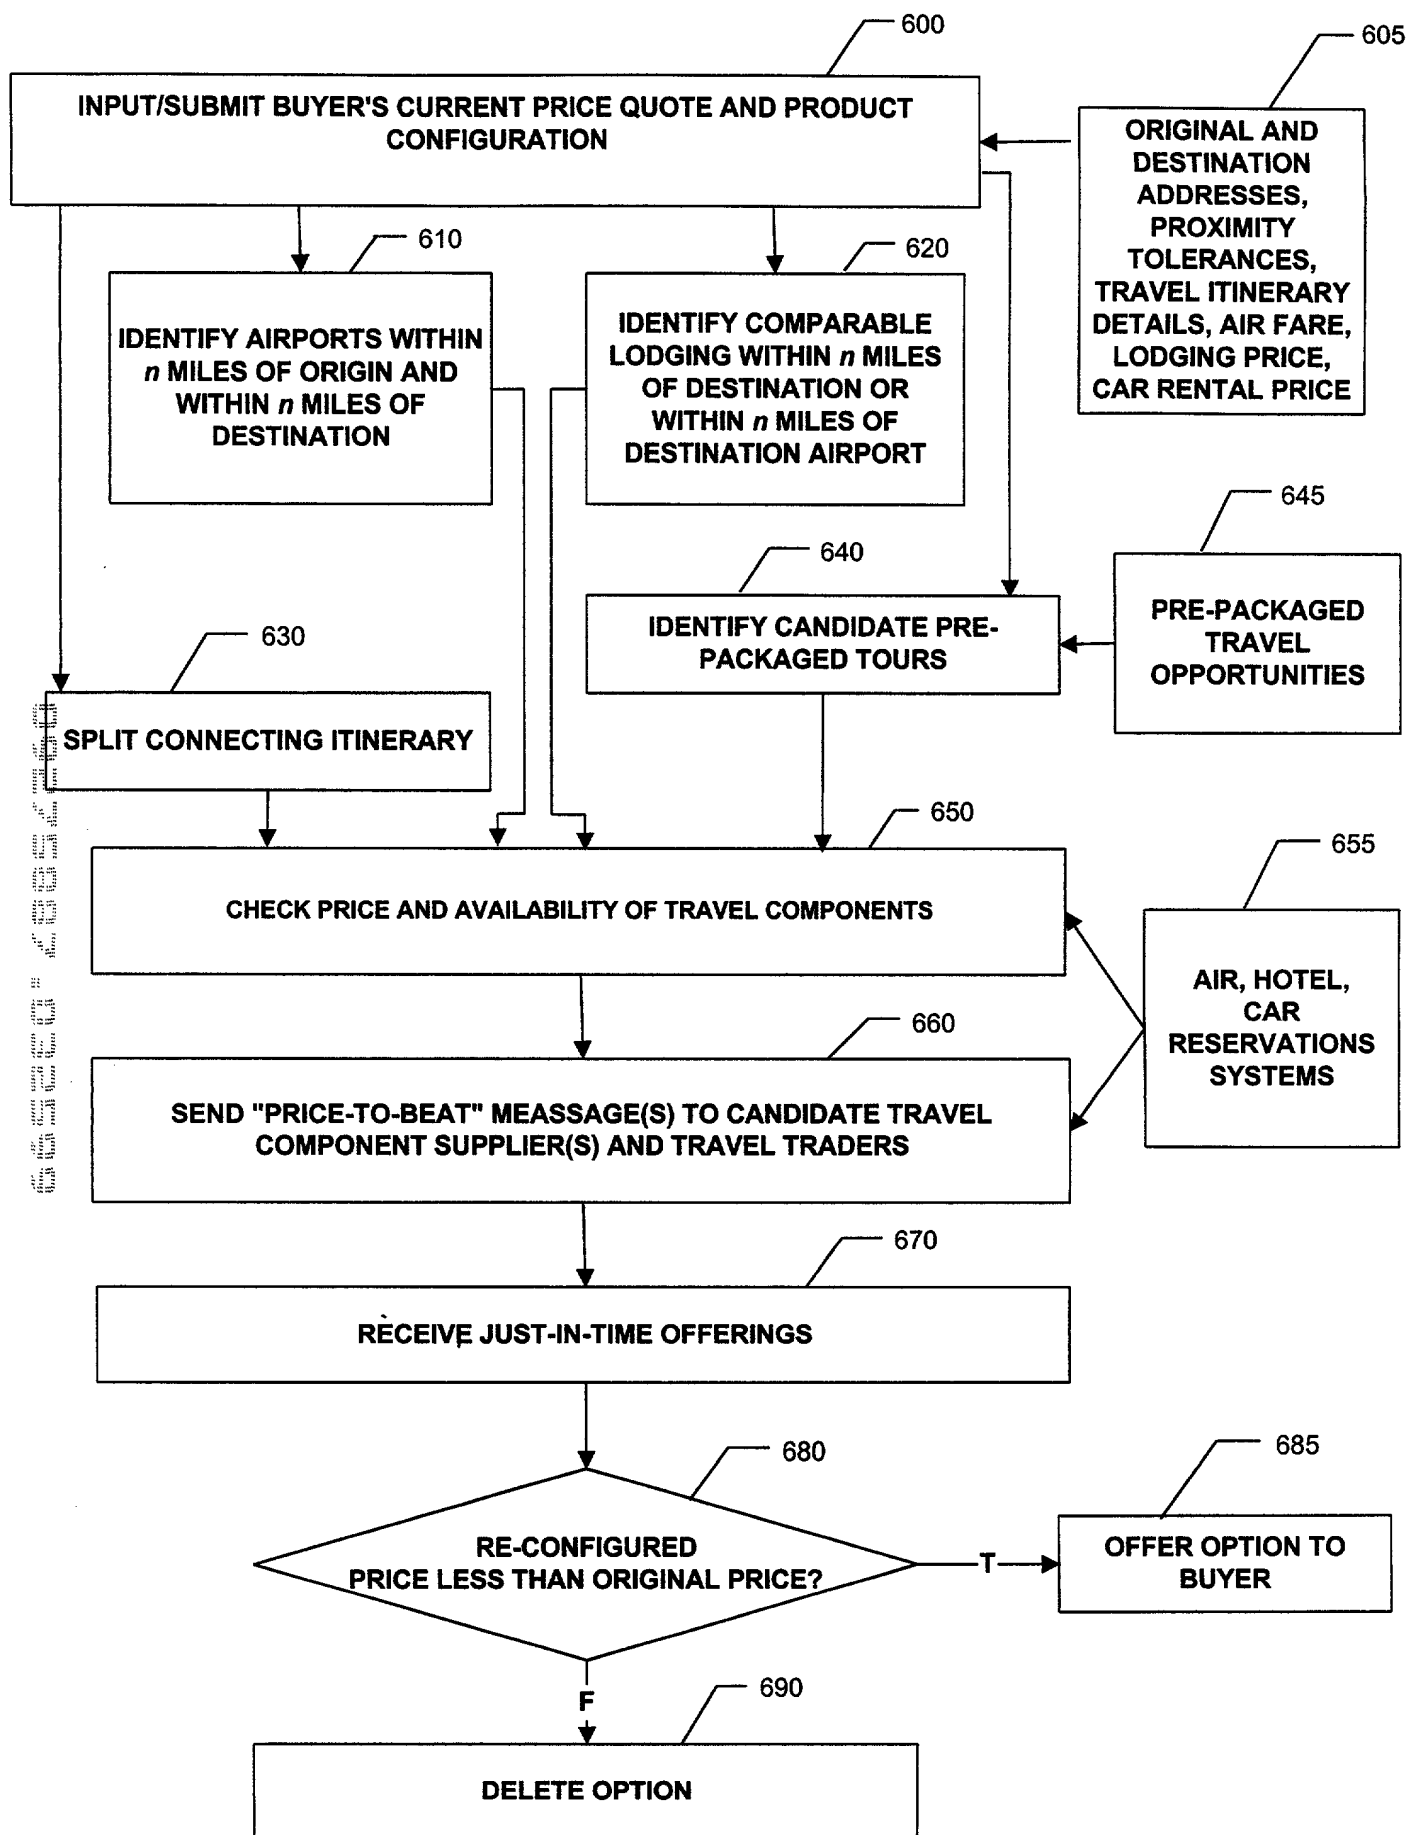 600
605
INPUT/SUBMIT BUYER'S CURRENT PRICE QUOTE AND PRODUCT
CONFIGURATION
ORIGINAL AND
DESTINATION
ADDRESSES,
PROXIMITY
TOLERANCES,
TRAVEL ITINERARY
DETAILS, AIR FARE,
LODGING PRICE,
CAR RENTAL PRICE
610
620
IDENTIFY AIRPORTS WITHIN
n MILES OF ORIGIN AND
WITHIN n MILES OF
DESTINATION
IDENTIFY COMPARABLE
LODGING WITHIN n MILES
OF DESTINATION OR
WITHIN n MILES OF
DESTINATION AIRPORT
645
640
IDENTIFY CANDIDATE PRE-
PACKAGED TOURS
PRE-PACKAGED
TRAVEL
OPPORTUNITIES
630
SPLIT CONNECTING ITINERARY
650
655
CHECK PRICE AND AVAILABILITY OF TRAVEL COMPONENTS
AIR, HOTEL,
CAR
RESERVATIONS
SYSTEMS
660
SEND "PRICE-TO-BEAT" MEASSAGE(S) TO CANDIDATE TRAVEL
COMPONENT SUPPLIER(S) AND TRAVEL TRADERS
670
RECEIVE JUST-IN-TIME OFFERINGS
680
685
RE-CONFIGURED
PRICE LESS THAN ORIGINAL PRICE?
T
OFFER OPTION TO
BUYER
F
690
DELETE OPTION